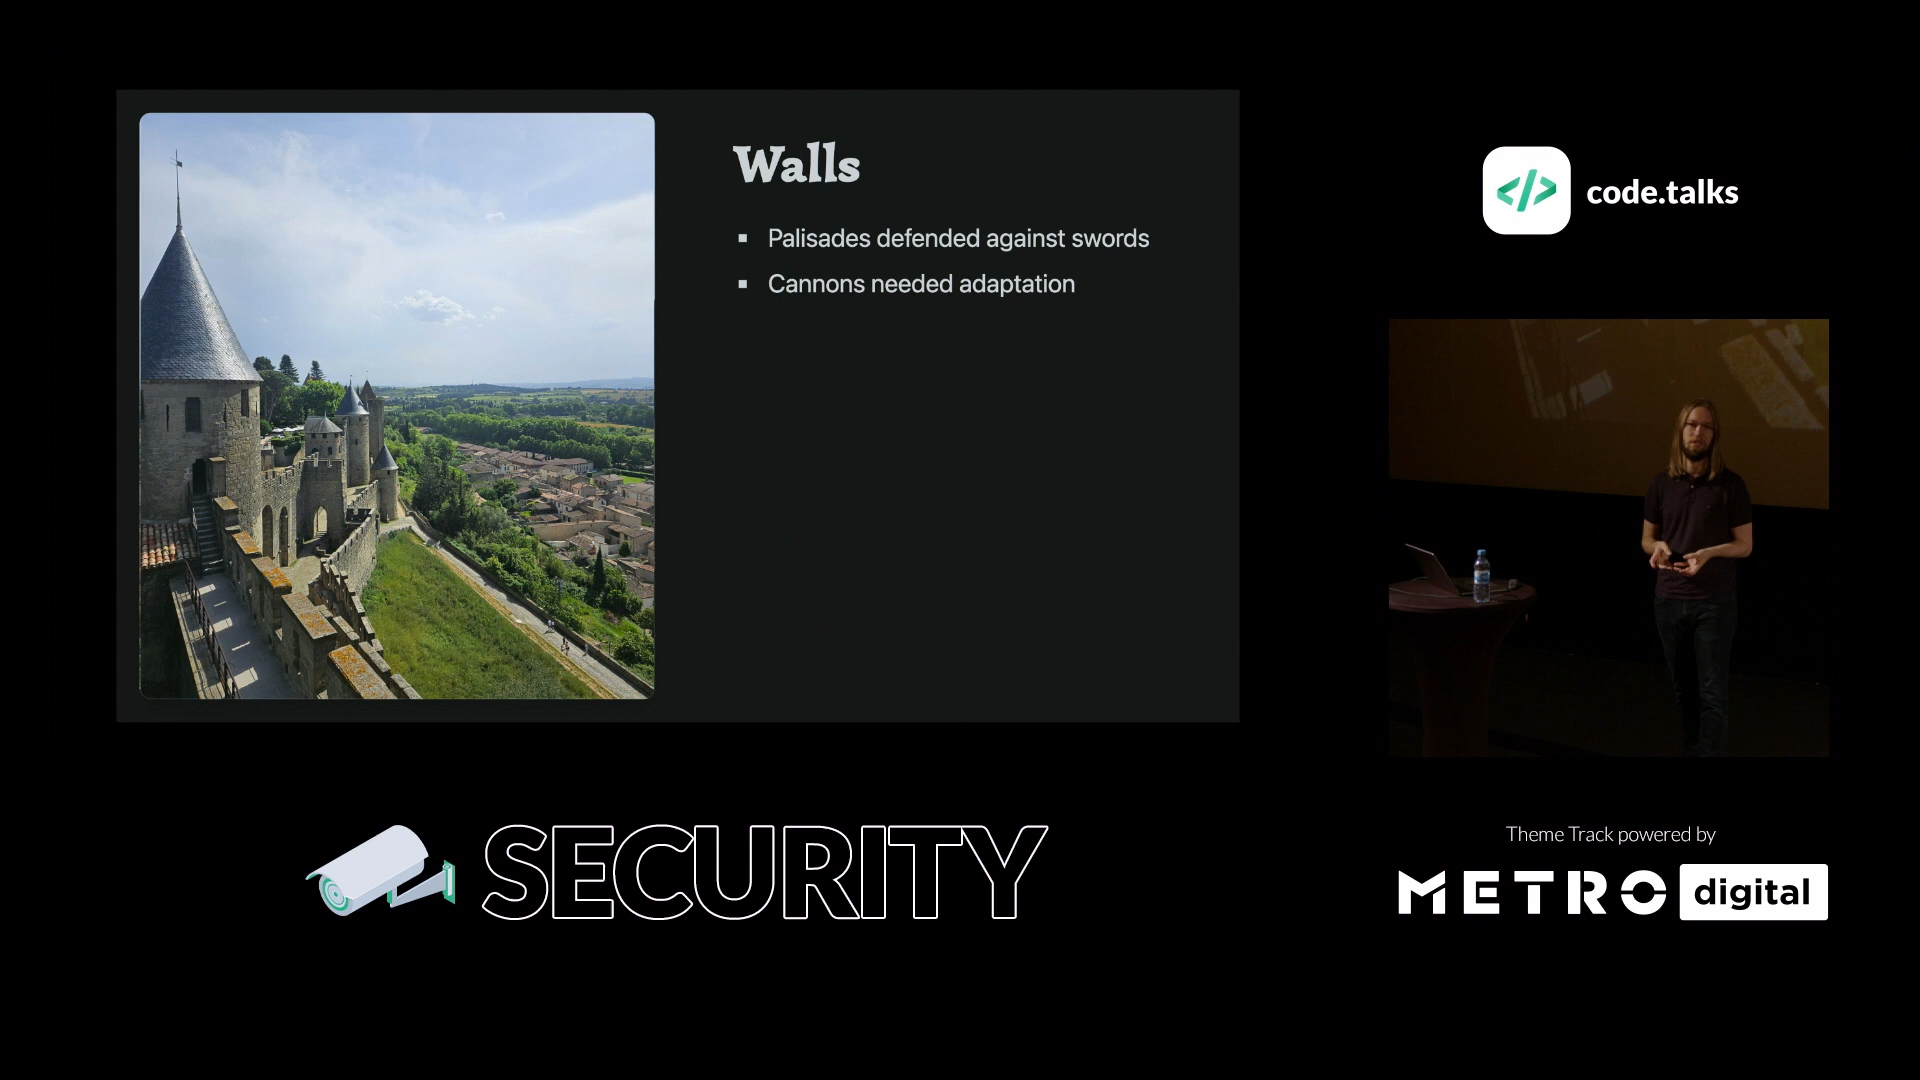 Walls
Palisades defended against swords
Cannons needed adaptation
</> code.talks
SECURITY
Theme Track powered by
METRO digital